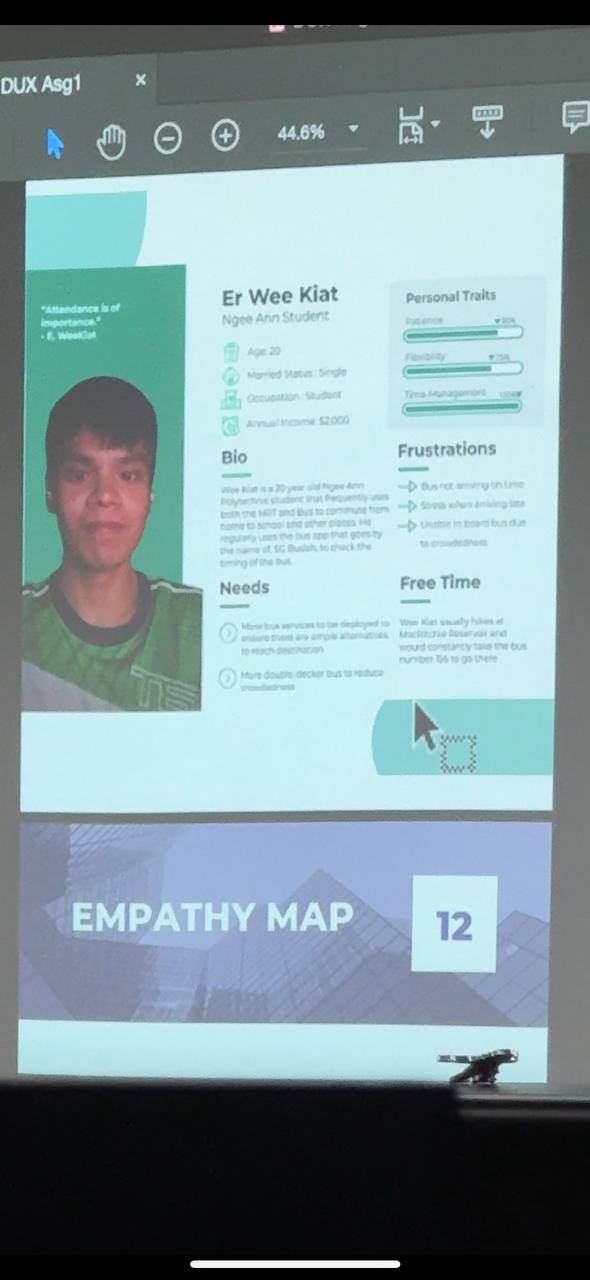 DUX Asg1
44.6%
"Attendance is of
importance."
- E. WeeKiat
Er Wee Kiat
Ngee Ann Student
Age: 20
Married Status : Single
Occupation : Student
Annual Income: $2,000
Bio
Wee Kiat is a 20 year old Ngee Ann
Polytechnic student that frequently uses
both the MRT and Bus to commute from
home to school and other places. He
regularly uses the bus app that goes by
the name of, SG Buslah, to check the
timing of the bus.
Needs
More bus services to be deployed to
ensure there are ample alternatives
to reach destination
More double-decker bus to reduce
crowdedness
Personal Traits
Patience
Flexibility
Time-Management
Frustrations
Bus not arriving on time
Stress when arriving late
Unable to board bus due
to crowdedness
Free Time
Wee Kiat usually hikes at
MacRitchie Reservoir and
would constantly take the bus
number 156 to go there
EMPATHY MAP
12